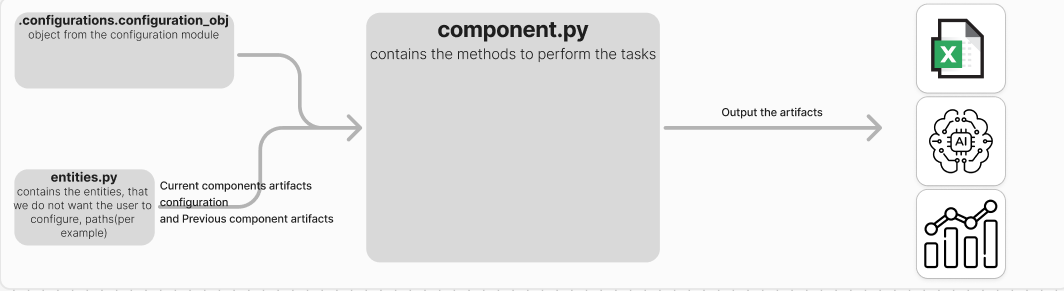 .configurations.configuration_obj
object from the configuration module
component.py
contains the methods to perform the tasks
Output the artifacts
X
AI
entities.py
contains the entities, that
we do not want the user to
configure, paths(per
example)
Current components artifacts
configuration
and Previous component artifacts